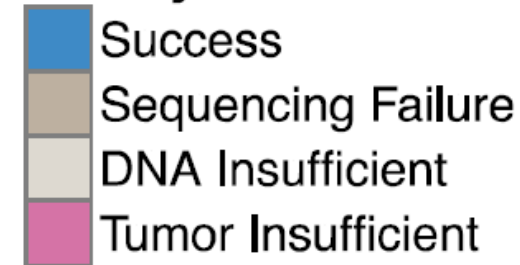 Success
Sequencing Failure
DNA Insufficient
Tumor Insufficient